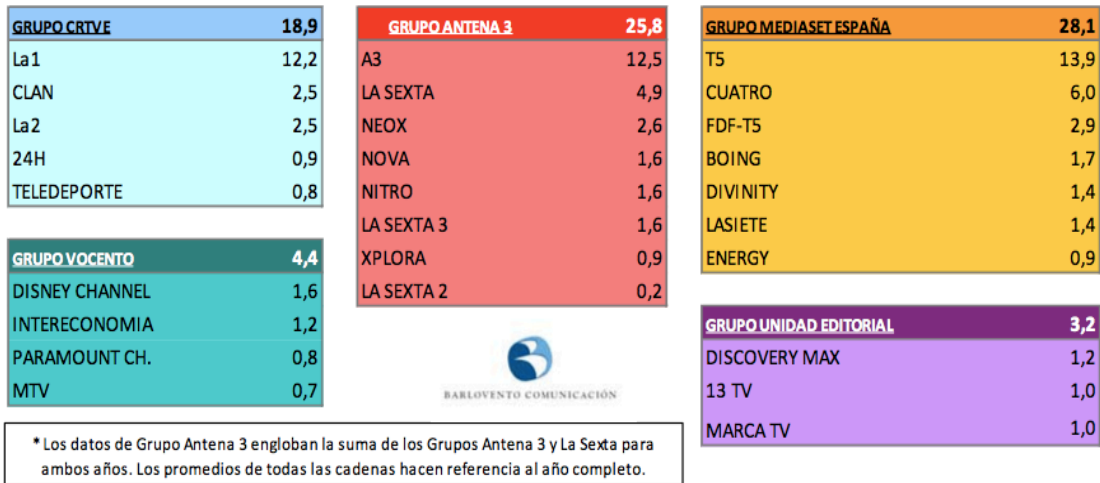 GRUPO CRTVE 18,9
La1 12,2
CLAN 2,5
La2 2,5
24H 0,9
TELEDEPORTE 0,8
GRUPO VOCENTO 4,4
DISNEY CHANNEL 1,6
INTERECONOMIA 1,2
PARAMOUNT CH. 0,8
MTV 0,7
GRUPO ANTENA 3 25,8
A3 12,5
LA SEXTA 4,9
NEOX 2,6
NOVA 1,6
NITRO 1,6
LA SEXTA 3 1,6
XPLORA 0,9
LA SEXTA 2 0,2
BARLOVENTO COMUNICACIÓN
GRUPO MEDIASET ESPAÑA 28,1
T5 13,9
CUATRO 6,0
FDF-T5 2,9
BOING 1,7
DIVINITY 1,4
LASIETE 1,4
ENERGY 0,9
GRUPO UNIDAD EDITORIAL 3,2
DISCOVERY MAX 1,2
13 TV 1,0
MARCA TV 1,0
* Los datos de Grupo Antena 3 engloban la suma de los Grupos Antena 3 y La Sexta para
ambos años. Los promedios de todas las cadenas hacen referencia al año completo.